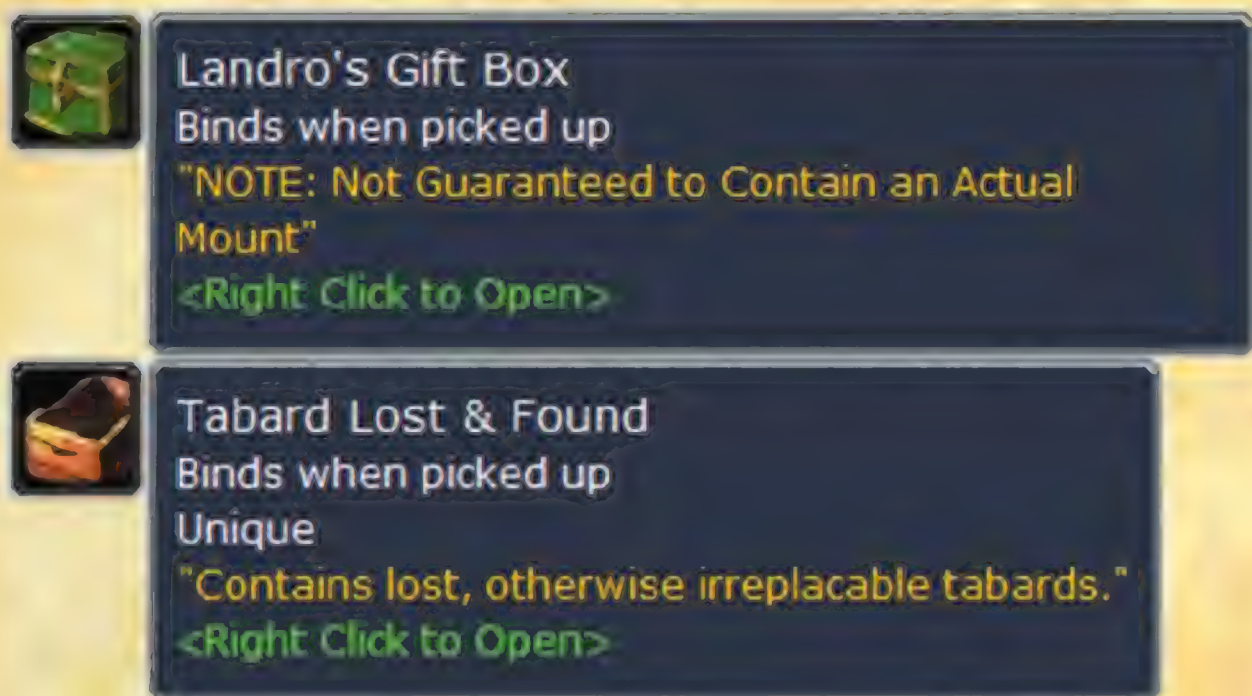 Landro's Gift Box
Binds when picked up
"NOTE: Not Guaranteed to Contain an Actual
Mount"
<Right Click to Open>
Tabard Lost & Found
Binds when picked up
Unique
"Contains lost, otherwise irreplacable tabards."
<Right Click to Open>